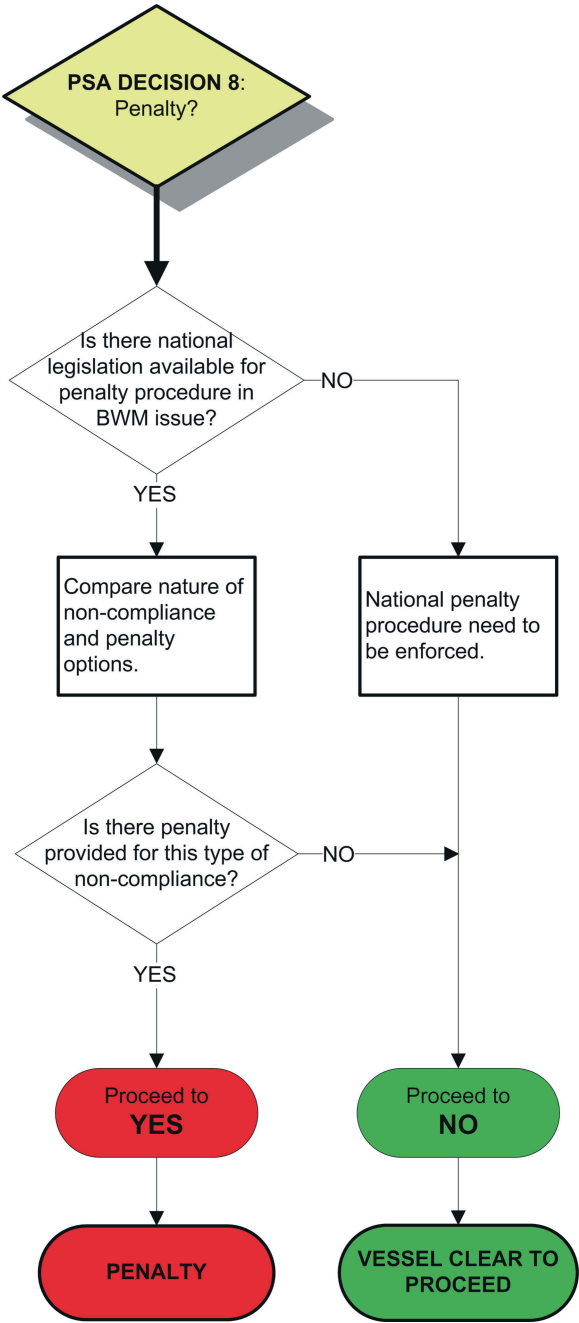 PSA DECISION 8:
Penalty?
Is there national
legislation available for
penalty procedure in
BWM issue?
NO
YES
Compare nature of
non-compliance
and penalty
options.
National penalty
procedure need to
be enforced.
Is there penalty
provided for this type of
non-compliance?
NO
YES
Proceed to
YES
Proceed to
NO
PENALTY
VESSEL CLEAR TO
PROCEED